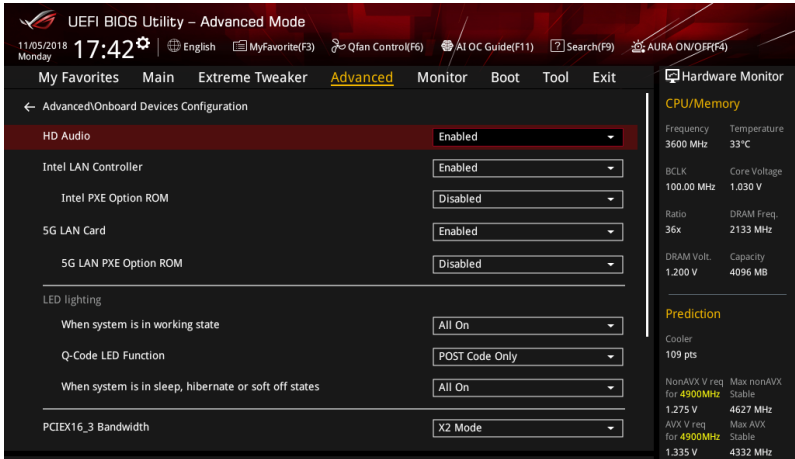 UEFI BIOS Utility – Advanced Mode
11/05/2018 Monday 17:42 English MyFavorite(F3) Qfan Control(F6) AI OC Guide(F11) Search(F9) AURA ON/OFF(F4)
My Favorites Main Extreme Tweaker Advanced Monitor Boot Tool Exit
Advanced\Onboard Devices Configuration
HD Audio Enabled
Intel LAN Controller Enabled
Intel PXE Option ROM Disabled
5G LAN Card Enabled
5G LAN PXE Option ROM Disabled
LED lighting
When system is in working state All On
Q-Code LED Function POST Code Only
When system is in sleep, hibernate or soft off states All On
PCIEX16_3 Bandwidth X2 Mode
Hardware Monitor
CPU/Memory
Frequency Temperature
3600 MHz 33°C
BCLK Core Voltage
100.00 MHz 1.030 V
Ratio DRAM Freq.
36x 2133 MHz
DRAM Volt. Capacity
1.200 V 4096 MB
Prediction
Cooler
109 pts
NonAVX V req Max nonAVX
for 4900MHz Stable
1.275 V 4627 MHz
AVX V req Max AVX
for 4900MHz Stable
1.335 V 4332 MHz